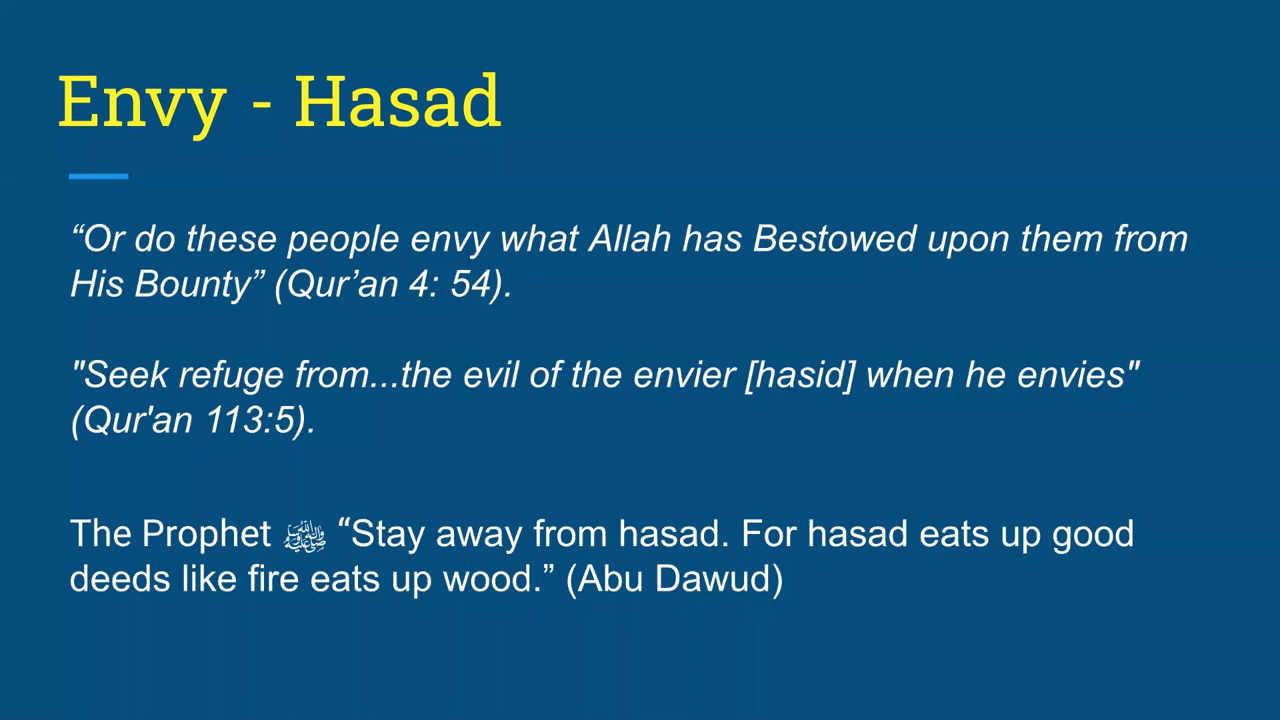 Envy - Hasad
“Or do these people envy what Allah has Bestowed upon them from
His Bounty” (Qur’an 4: 54).
"Seek refuge from...the evil of the envier [hasid] when he envies"
(Qur'an 113:5).
The Prophet ﷺ “Stay away from hasad. For hasad eats up good
deeds like fire eats up wood.” (Abu Dawud)